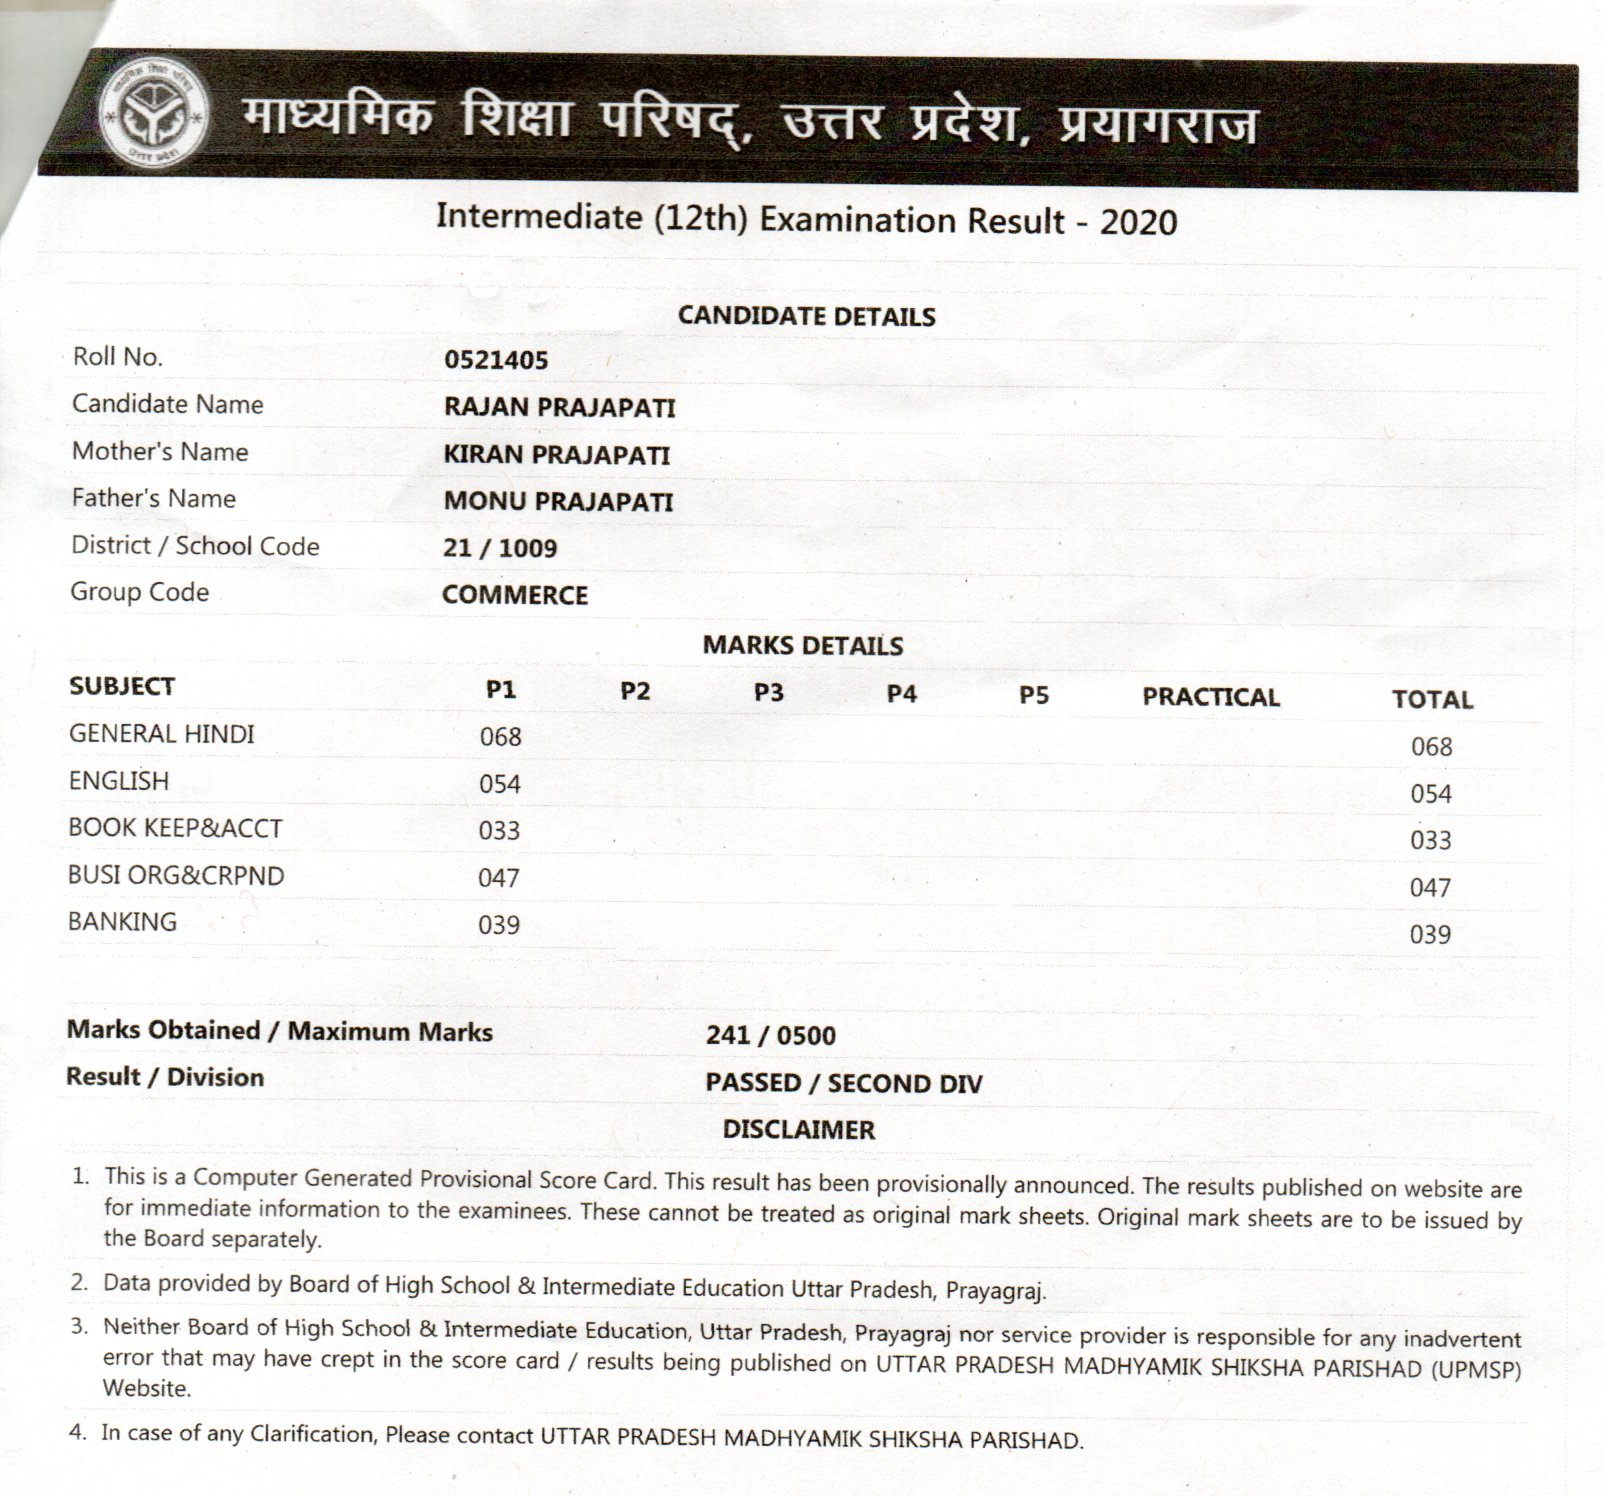 माध्यमिक शिक्षा परिषद्, उत्तर प्रदेश, प्रयागराज
Intermediate (12th) Examination Result - 2020
CANDIDATE DETAILS
Roll No. 0521405
Candidate Name RAJAN PRAJAPATI
Mother's Name KIRAN PRAJAPATI
Father's Name MONU PRAJAPATI
District / School Code 21 / 1009
Group Code COMMERCE
MARKS DETAILS
SUBJECT P1 P2 P3 P4 P5 PRACTICAL TOTAL
GENERAL HINDI 068 068
ENGLISH 054 054
BOOK KEEP&ACCT 033 033
BUSI ORG&CRPND 047 047
BANKING 039 039
Marks Obtained / Maximum Marks 241 / 0500
Result / Division PASSED / SECOND DIV
DISCLAIMER
1. This is a Computer Generated Provisional Score Card. This result has been provisionally announced. The results published on website are
for immediate information to the examinees. These cannot be treated as original mark sheets. Original mark sheets are to be issued by
the Board separately.
2. Data provided by Board of High School & Intermediate Education Uttar Pradesh, Prayagraj.
3. Neither Board of High School & Intermediate Education, Uttar Pradesh, Prayagraj nor service provider is responsible for any inadvertent
error that may have crept in the score card / results being published on UTTAR PRADESH MADHYAMIK SHIKSHA PARISHAD (UPMSP)
Website.
4. In case of any Clarification, Please contact UTTAR PRADESH MADHYAMIK SHIKSHA PARISHAD.